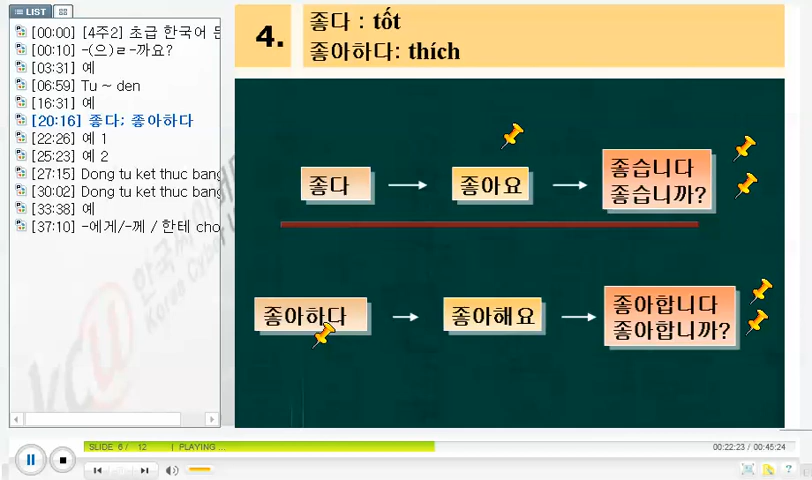 LIST
[00:00] [4주2] 초급 한국어 문
[00:10] -(으)ㄹ-까요?
[03:31] 예
[06:59] Tu ~ den
[16:31] 예
[20:16] 좋다; 좋아하다
[22:26] 예 1
[25:23] 예 2
[27:15] Dong tu ket thuc bang
[30:02] Dong tu ket thuc bang
[33:38] 예
[37:10] -에게/-께 / 한테 cho
4.
좋다 : tốt
좋아하다: thích
좋다
좋아요
좋습니다
좋습니까?
좋아하다
좋아해요
좋아합니다
좋아합니까?
SLIDE 6 / 12 | PLAYING ...
00:22:23 / 00:45:24